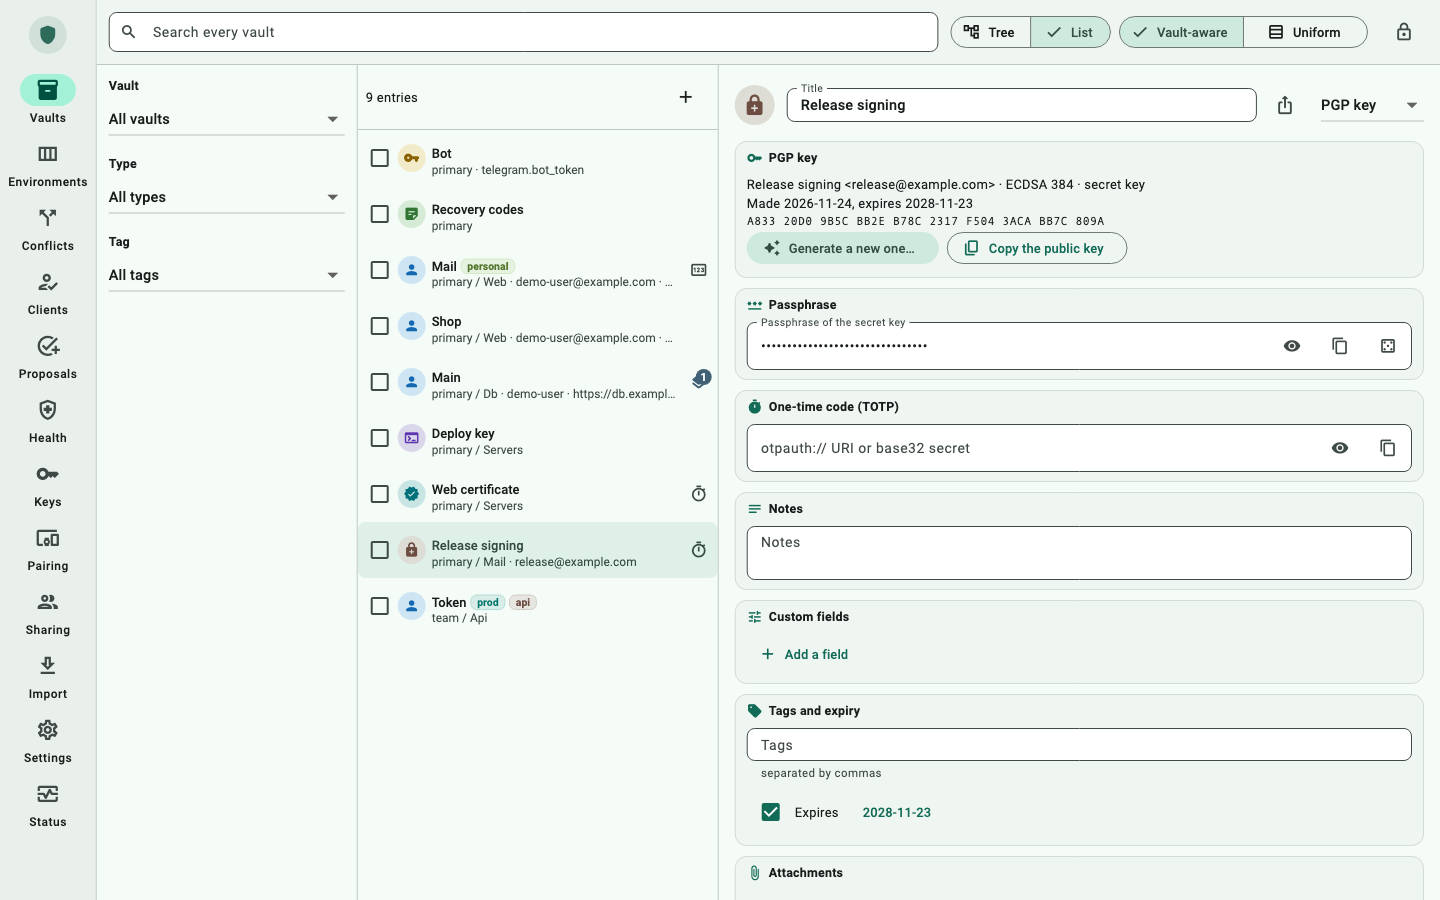 Search every vault
Tree
List
Vault-aware
Uniform
Vaults
Environments
Conflicts
Clients
Proposals
Health
Keys
Pairing
Sharing
Import
Settings
Status
Vault
All vaults
Type
All types
Tag
All tags
9 entries
Bot
primary · telegram.bot_token
Recovery codes
primary
Mail personal
primary / Web · demo-user@example.com · ...
123
Shop
primary / Web · demo-user@example.com · ...
Main
primary / Db · demo-user · https://db.exampl...
1
Deploy key
primary / Servers
Web certificate
primary / Servers
Release signing
primary / Mail · release@example.com
Token prod api
team / Api
Title
Release signing
PGP key
PGP key
Release signing <release@example.com> · ECDSA 384 · secret key
Made 2026-11-24, expires 2028-11-23
A833 20D0 9B5C BB2E B78C 2317 F504 3ACA BB7C 809A
Generate a new one...
Copy the public key
Passphrase
Passphrase of the secret key
••••••••••••••••••••••••••••••••
One-time code (TOTP)
otpauth:// URI or base32 secret
Notes
Notes
Custom fields
Add a field
Tags and expiry
Tags
separated by commas
Expires 2028-11-23
Attachments